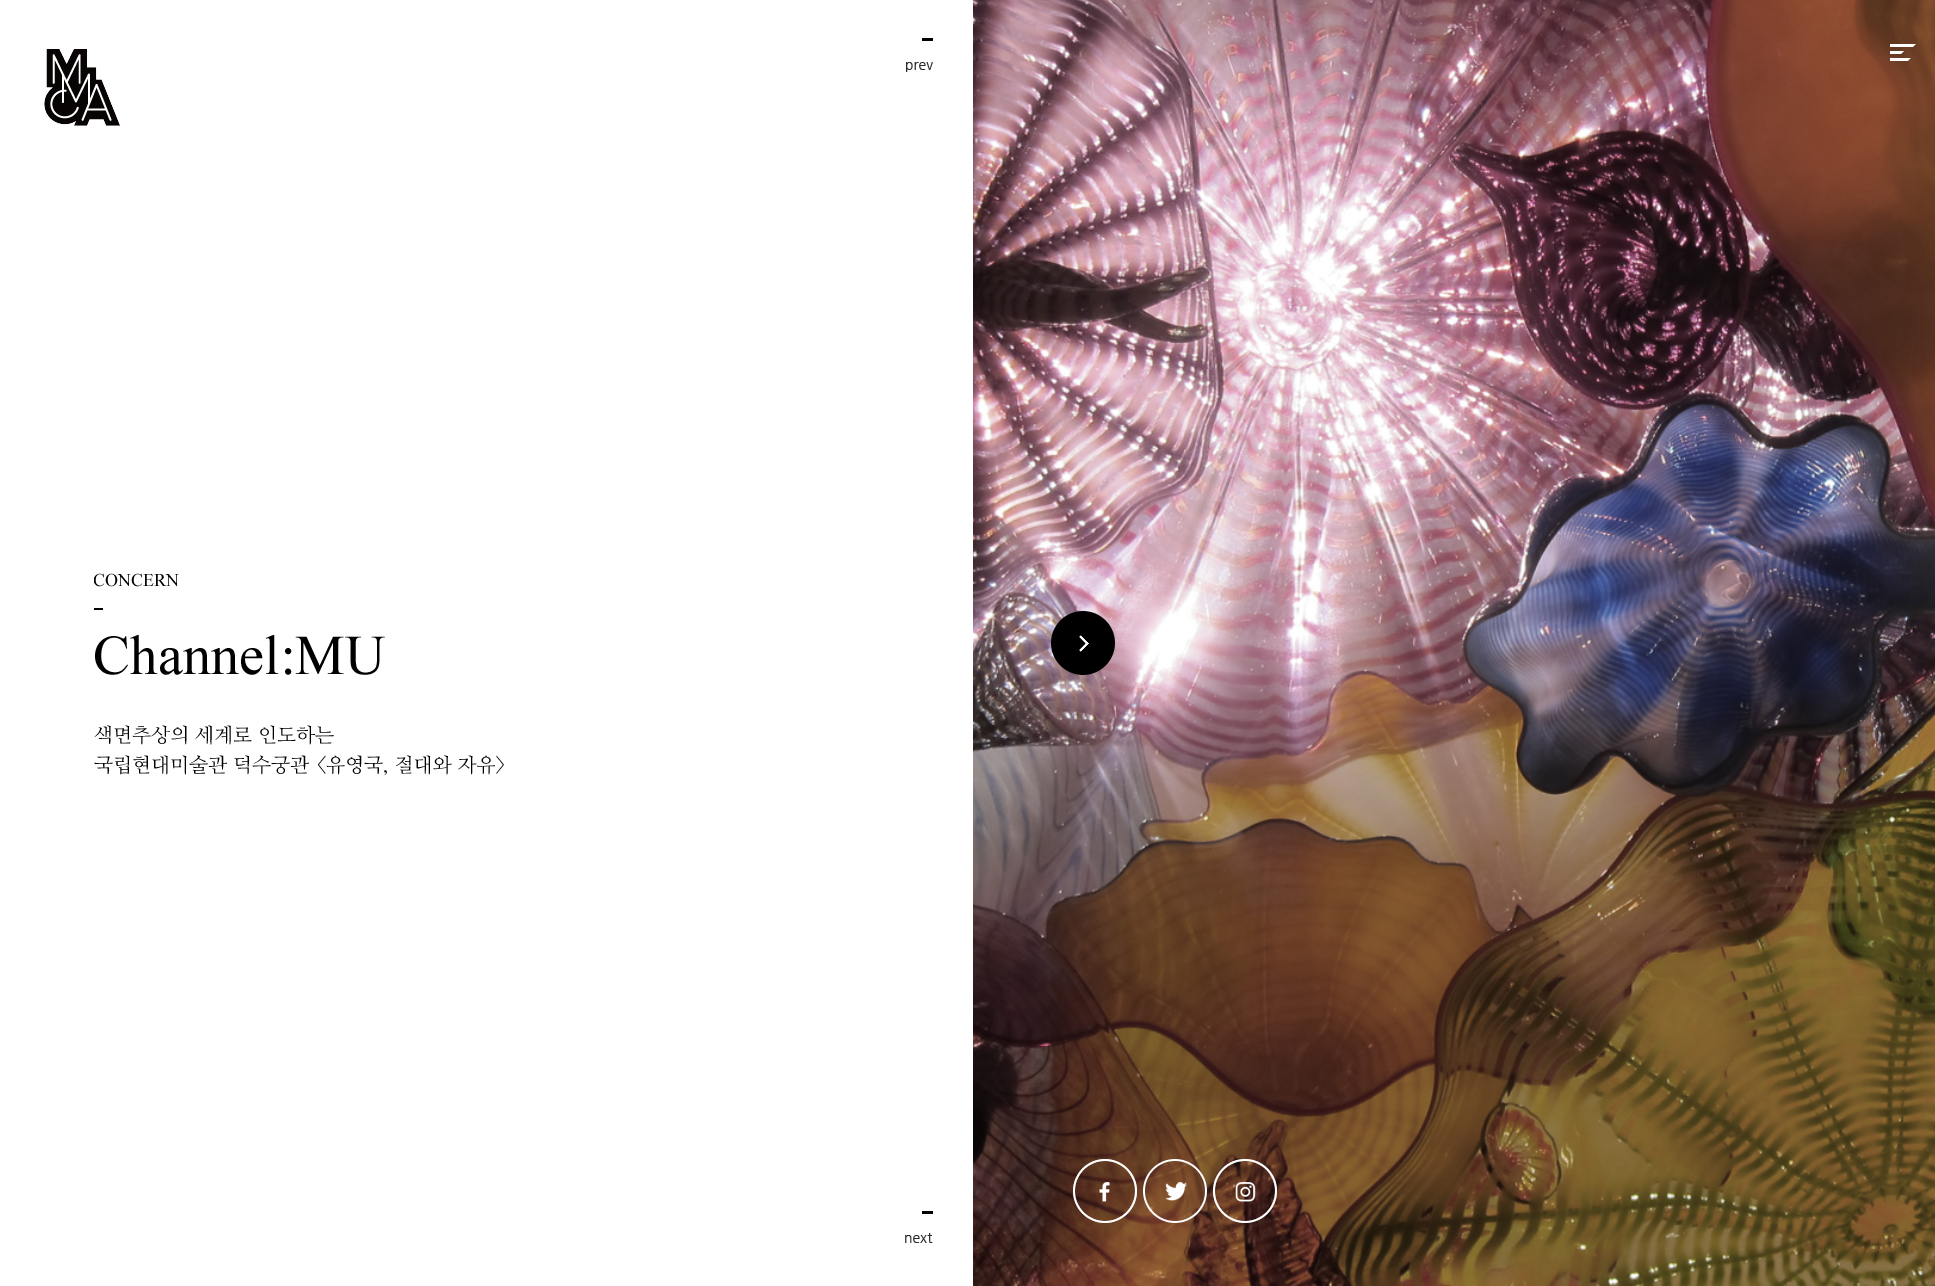 MMCA
prev
CONCERN
Channel:MU
색면추상의 세계로 인도하는
국립현대미술관 덕수궁관 〈유영국, 절대와 자유〉
next